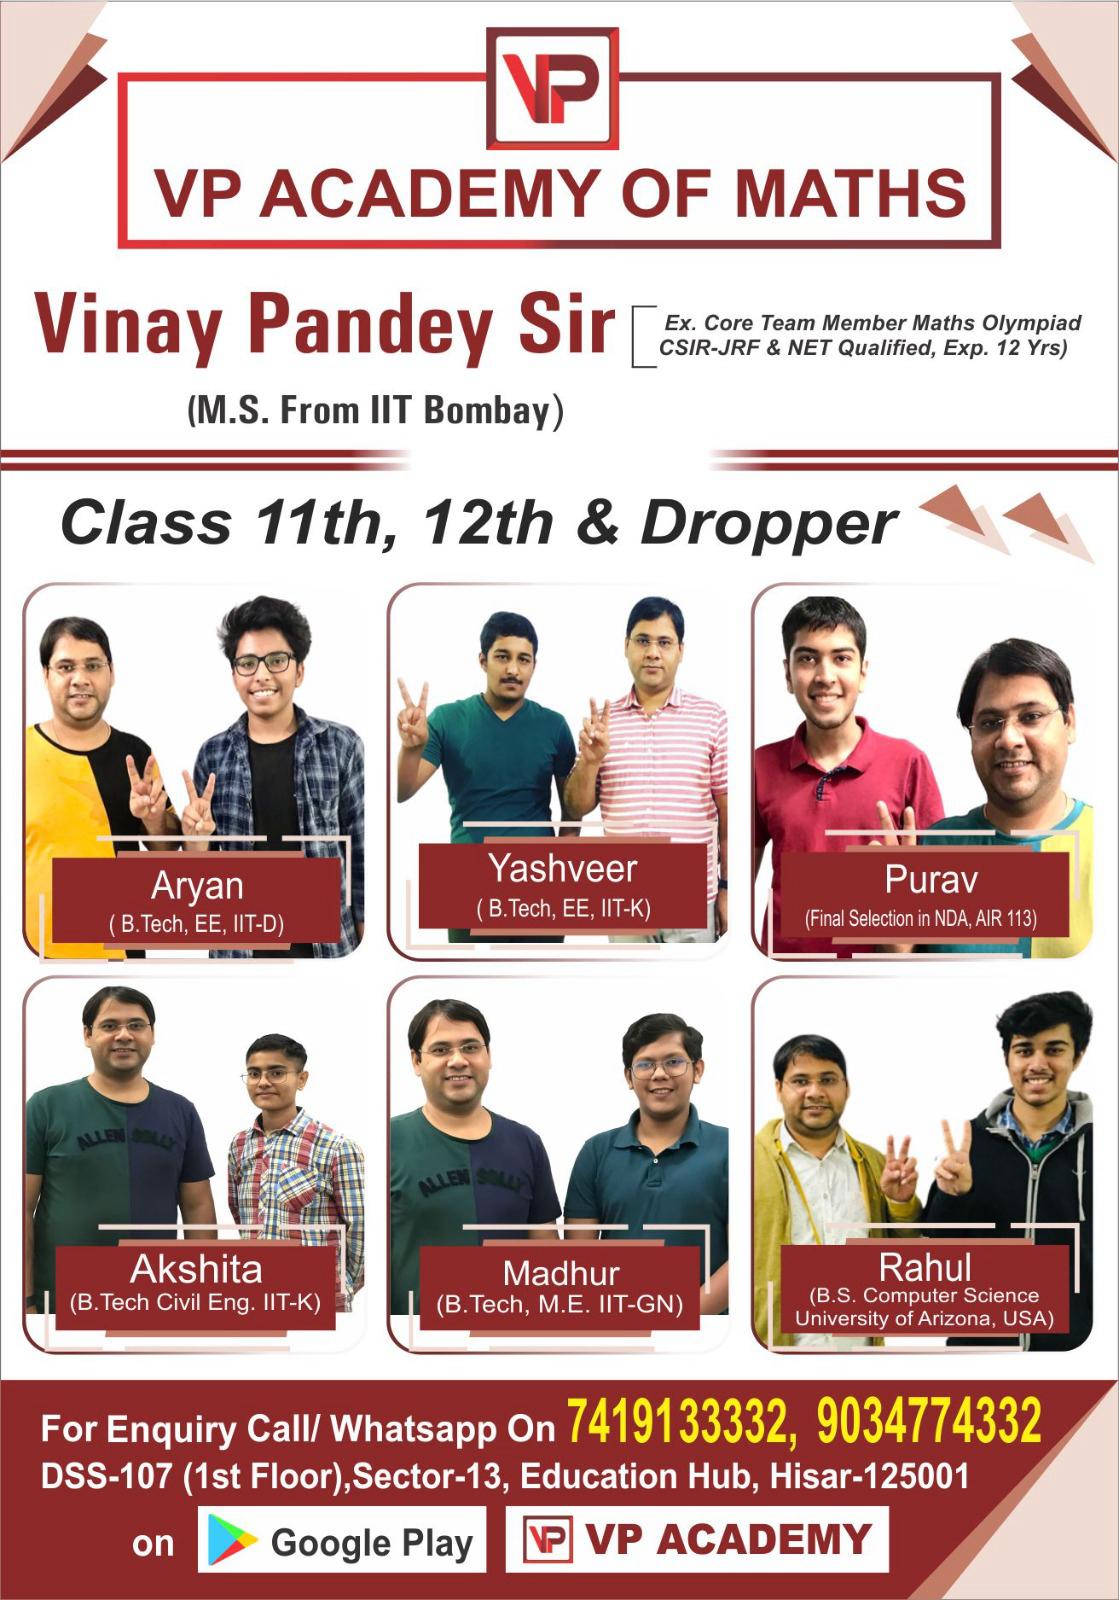 VP
VP ACADEMY OF MATHS
Vinay Pandey Sir
Ex. Core Team Member Maths Olympiad
CSIR-JRF & NET Qualified, Exp. 12 Yrs)
(M.S. From IIT Bombay)
Class 11th, 12th & Dropper
Aryan
( B.Tech, EE, IIT-D)
Yashveer
( B.Tech, EE, IIT-K)
Purav
(Final Selection in NDA, AIR 113)
ALLEN SOLLY
Akshita
(B.Tech Civil Eng. IIT-K)
ALLEN SOLLY
Madhur
(B.Tech, M.E. IIT-GN)
Rahul
(B.S. Computer Science
University of Arizona, USA)
For Enquiry Call/ Whatsapp On 7419133332, 9034774332
DSS-107 (1st Floor),Sector-13, Education Hub, Hisar-125001
on Google Play VP VP ACADEMY